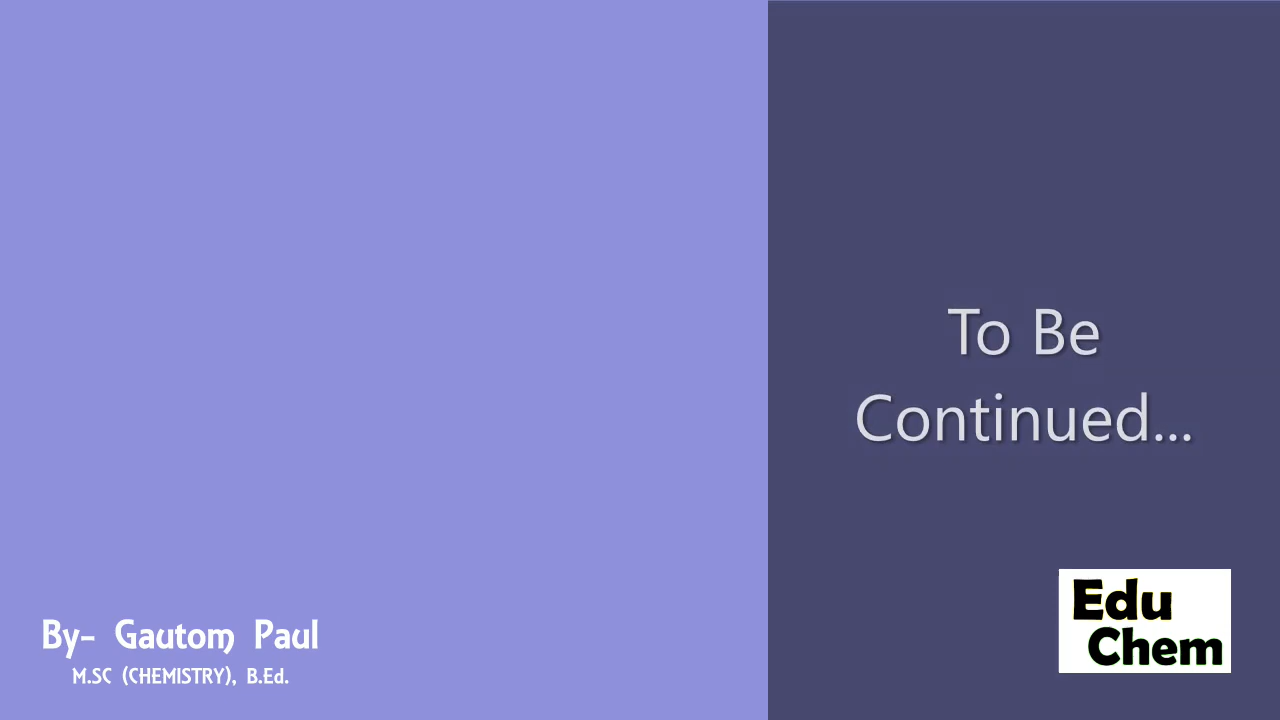 To Be
Continued...
By- Gautom Paul
M.SC (CHEMISTRY), B.Ed.
Edu
Chem